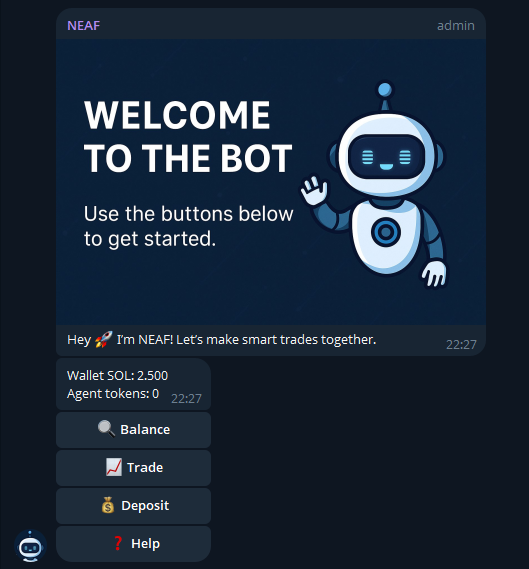 NEAF admin
WELCOME
TO THE BOT
Use the buttons below
to get started.
Hey 🚀 I'm NEAF! Let's make smart trades together.
22:27
Wallet SOL: 2.500
Agent tokens: 0 22:27
🔍 Balance
📈 Trade
💰 Deposit
❓ Help